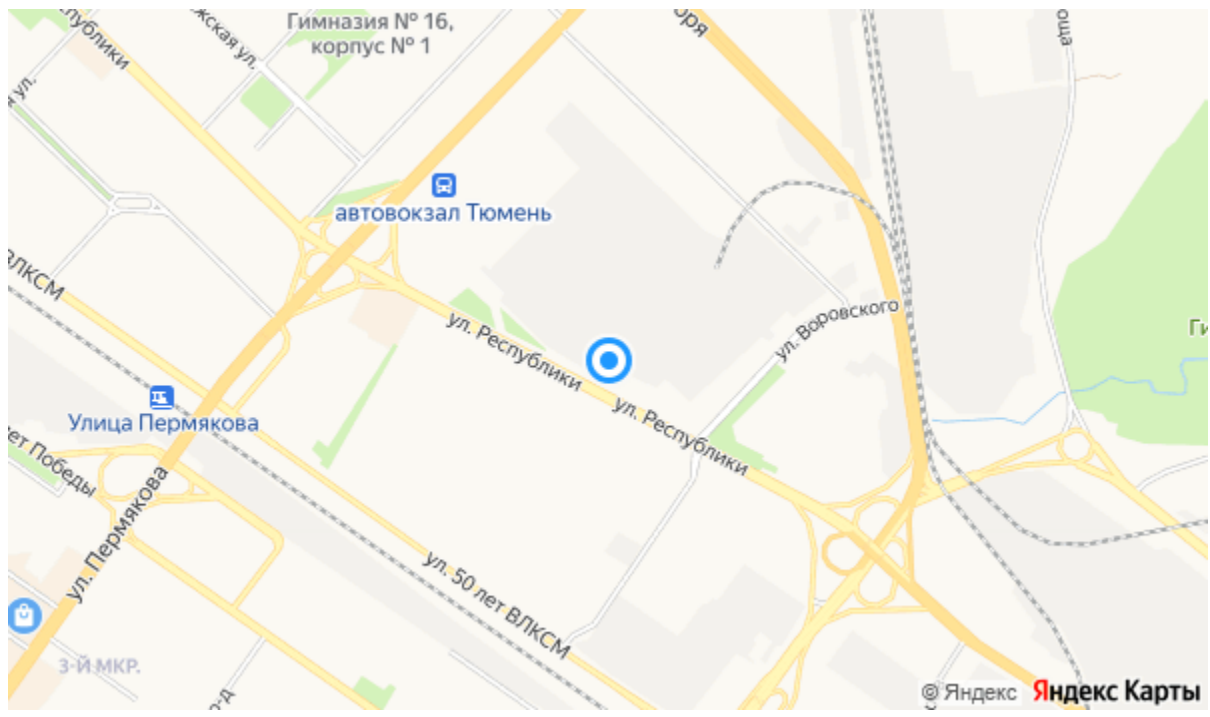 Гимназия № 16,
корпус № 1
автовокзал Тюмень
ВЛКСМ
ул. Республики
ул. Воровского
Улица Пермякова
ул. Республики
Победы
ул. Пермякова
ул. 50 лет ВЛКСМ
3-Й МКР.
© Яндекс Яндекс Карты